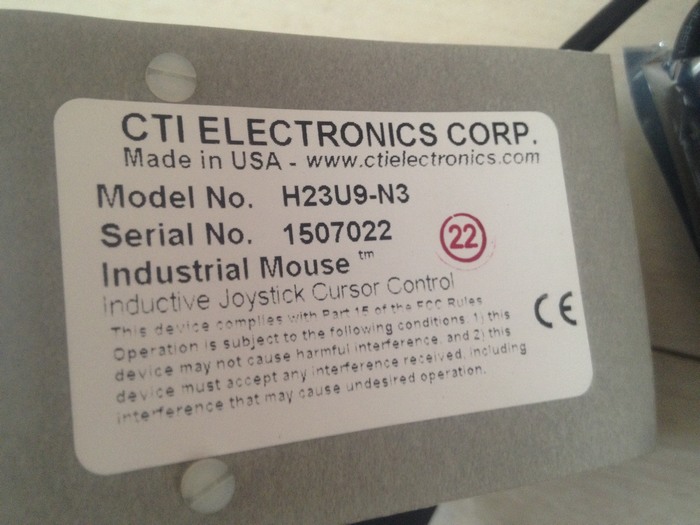 CTI ELECTRONICS CORP.
Made in USA - www.ctielectronics.com
Model No. H23U9-N3
Serial No. 1507022
22
Industrial Mouse ™
Inductive Joystick Cursor Control
This device complies with Part 15 of the FCC Rules
Operation is subject to the following conditions. 1) this
device may not cause harmful interference, and 2) this
device must accept any interference received, including
interference that may cause undesired operation.
CE